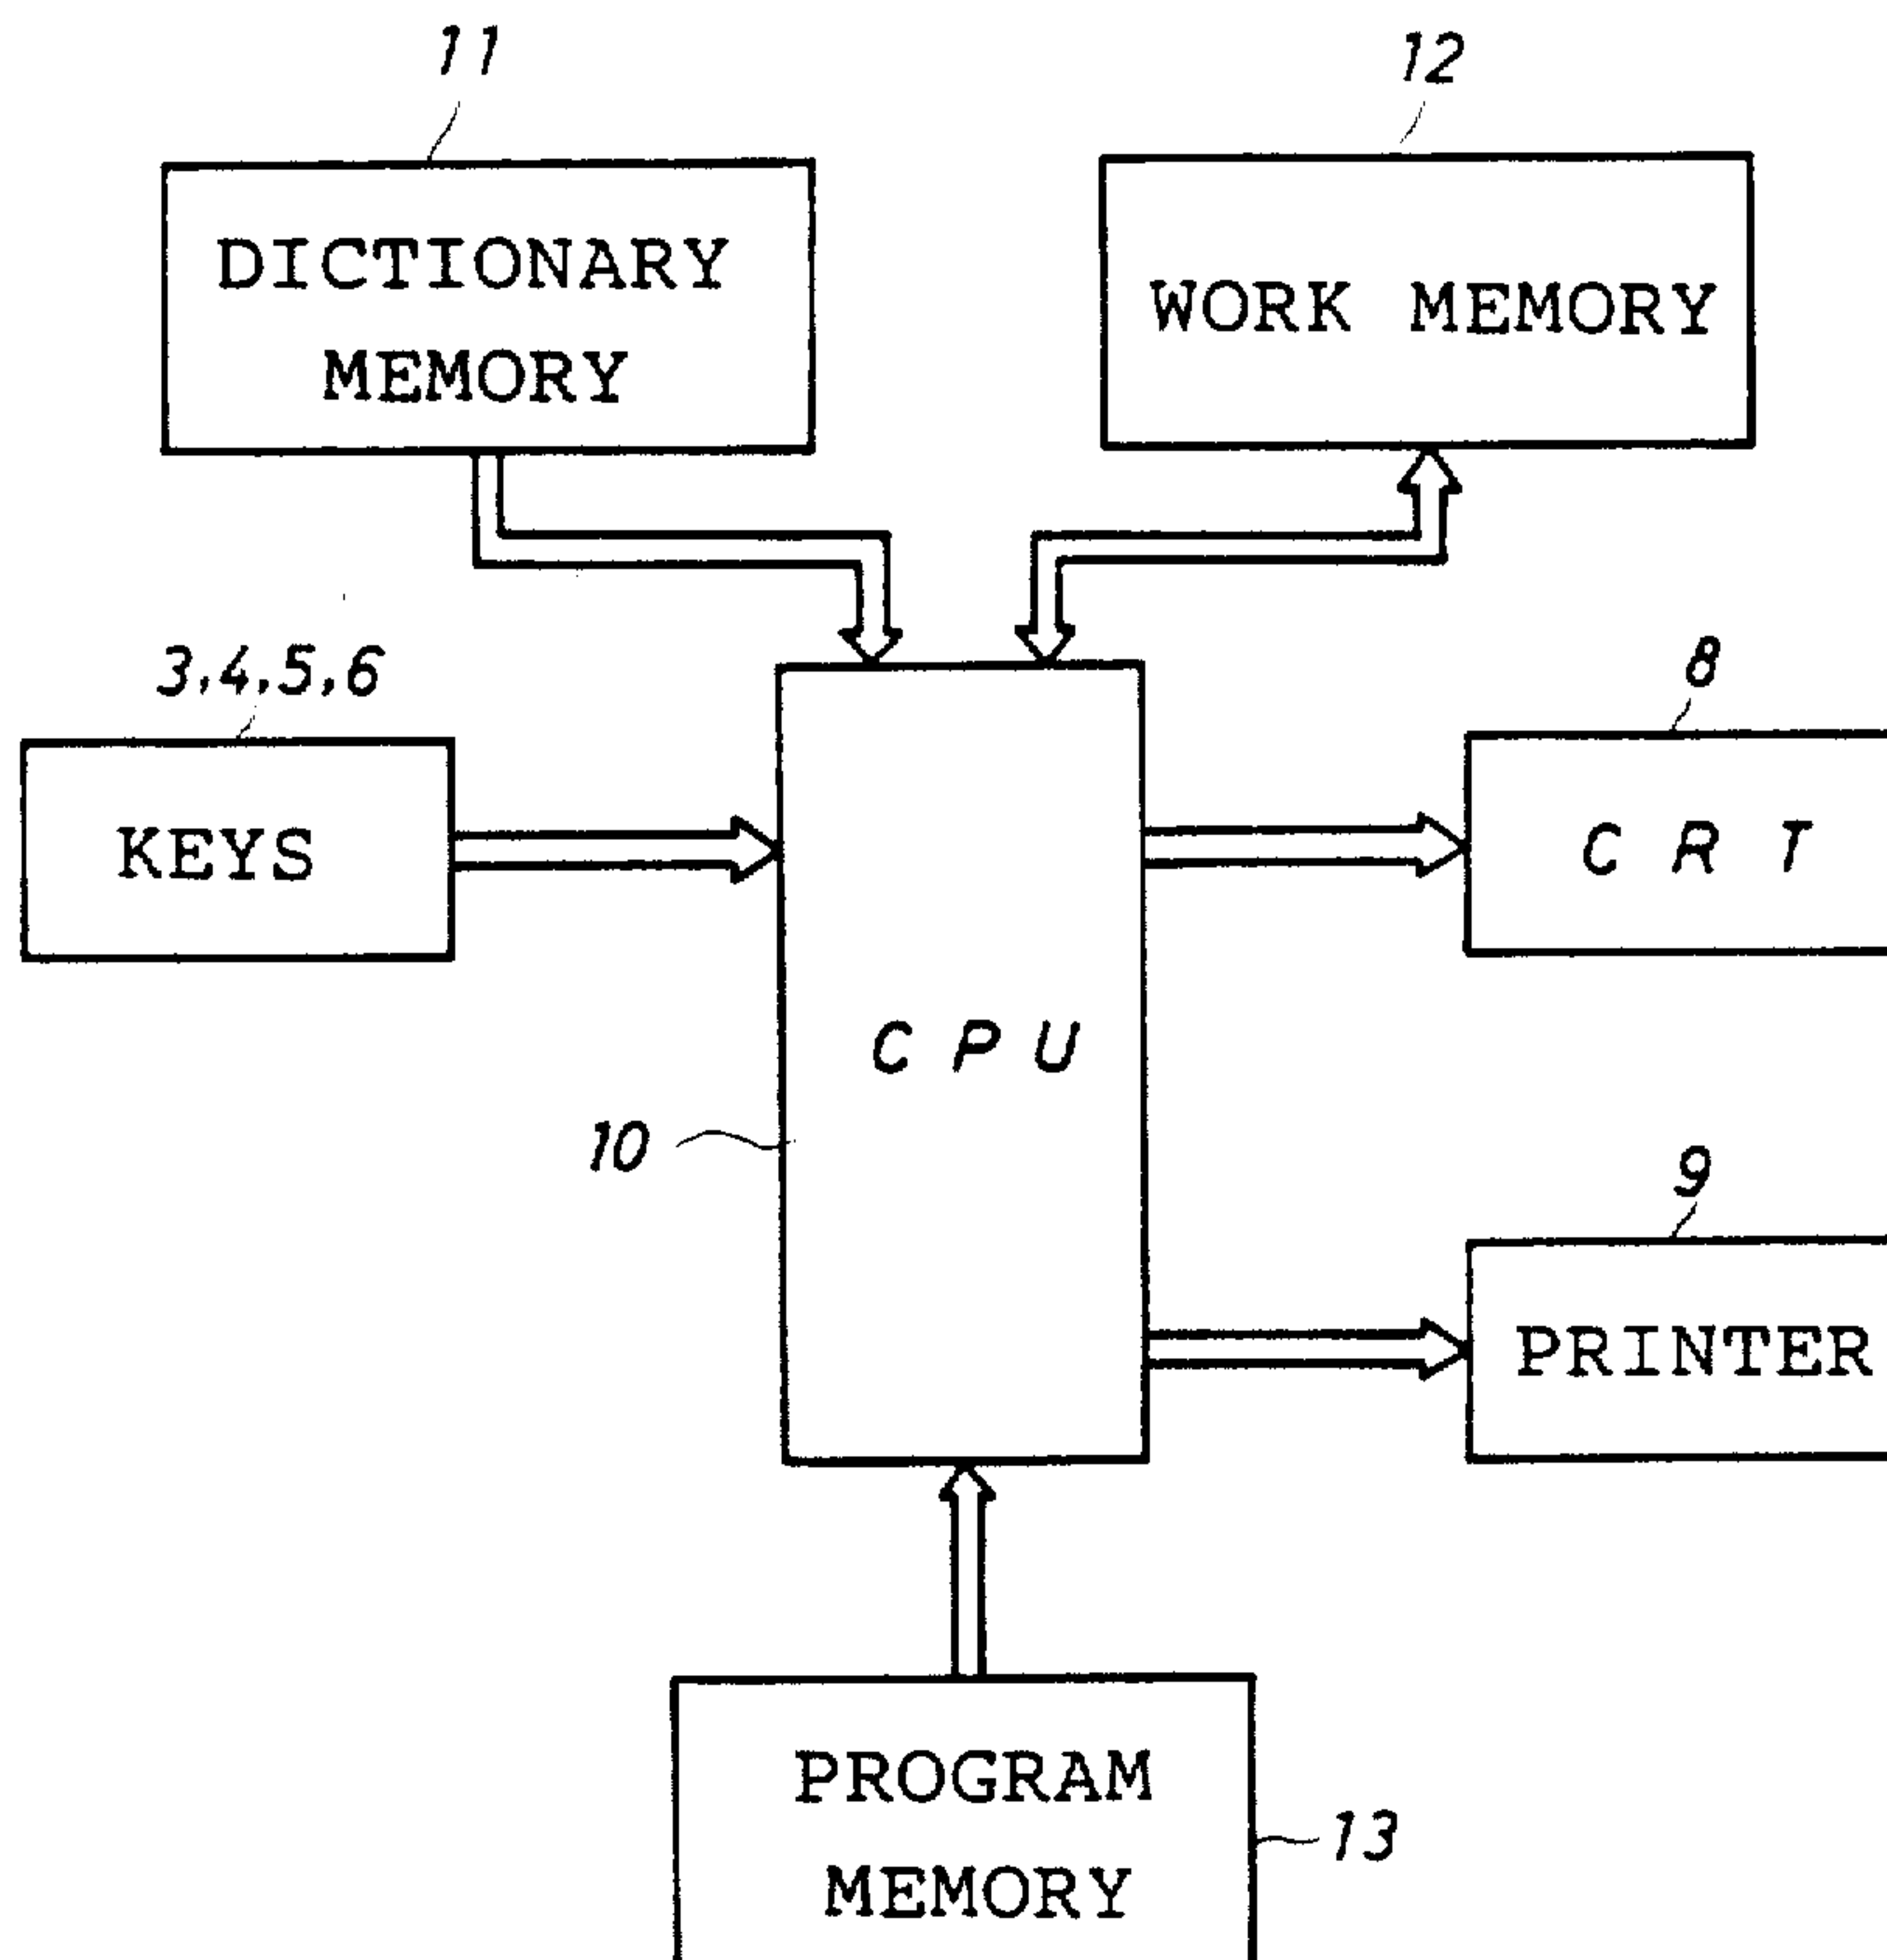 11
12
DICTIONARY
MEMORY
WORK MEMORY
3,4,5,6
8
KEYS
C R T
C P U
10
9
PRINTER
PROGRAM
MEMORY
13